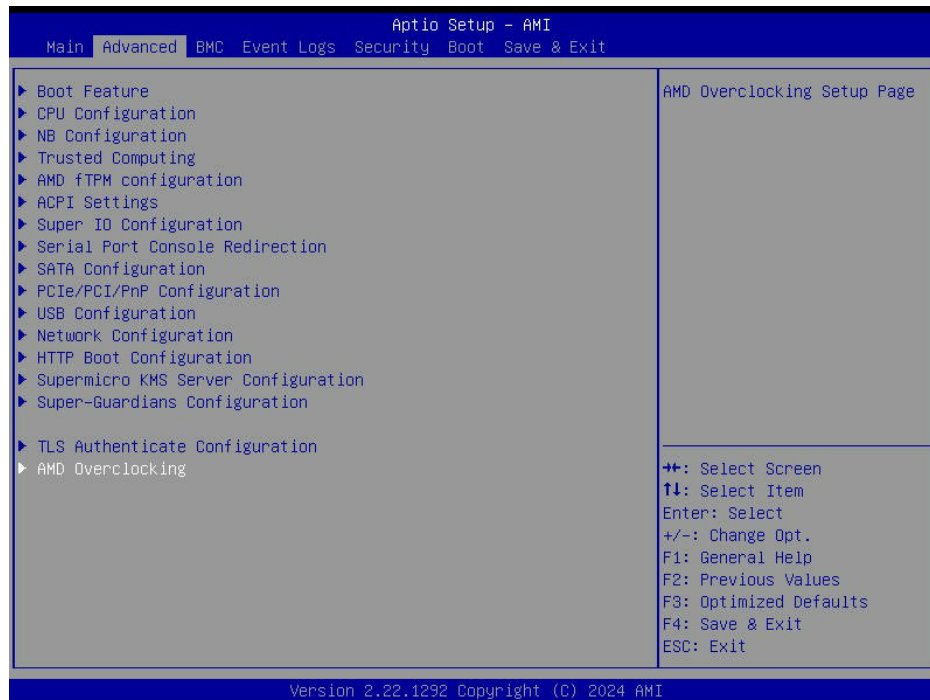 Aptio Setup – AMI
Main Advanced BMC Event Logs Security Boot Save & Exit
▶ Boot Feature
▶ CPU Configuration
▶ NB Configuration
▶ Trusted Computing
▶ AMD fTPM configuration
▶ ACPI Settings
▶ Super IO Configuration
▶ Serial Port Console Redirection
▶ SATA Configuration
▶ PCIe/PCI/PnP Configuration
▶ USB Configuration
▶ Network Configuration
▶ HTTP Boot Configuration
▶ Supermicro KMS Server Configuration
▶ Super-Guardians Configuration
▶ TLS Authenticate Configuration
▶ AMD Overclocking
AMD Overclocking Setup Page
→←: Select Screen
↑↓: Select Item
Enter: Select
+/-: Change Opt.
F1: General Help
F2: Previous Values
F3: Optimized Defaults
F4: Save & Exit
ESC: Exit
Version 2.22.1292 Copyright (C) 2024 AMI